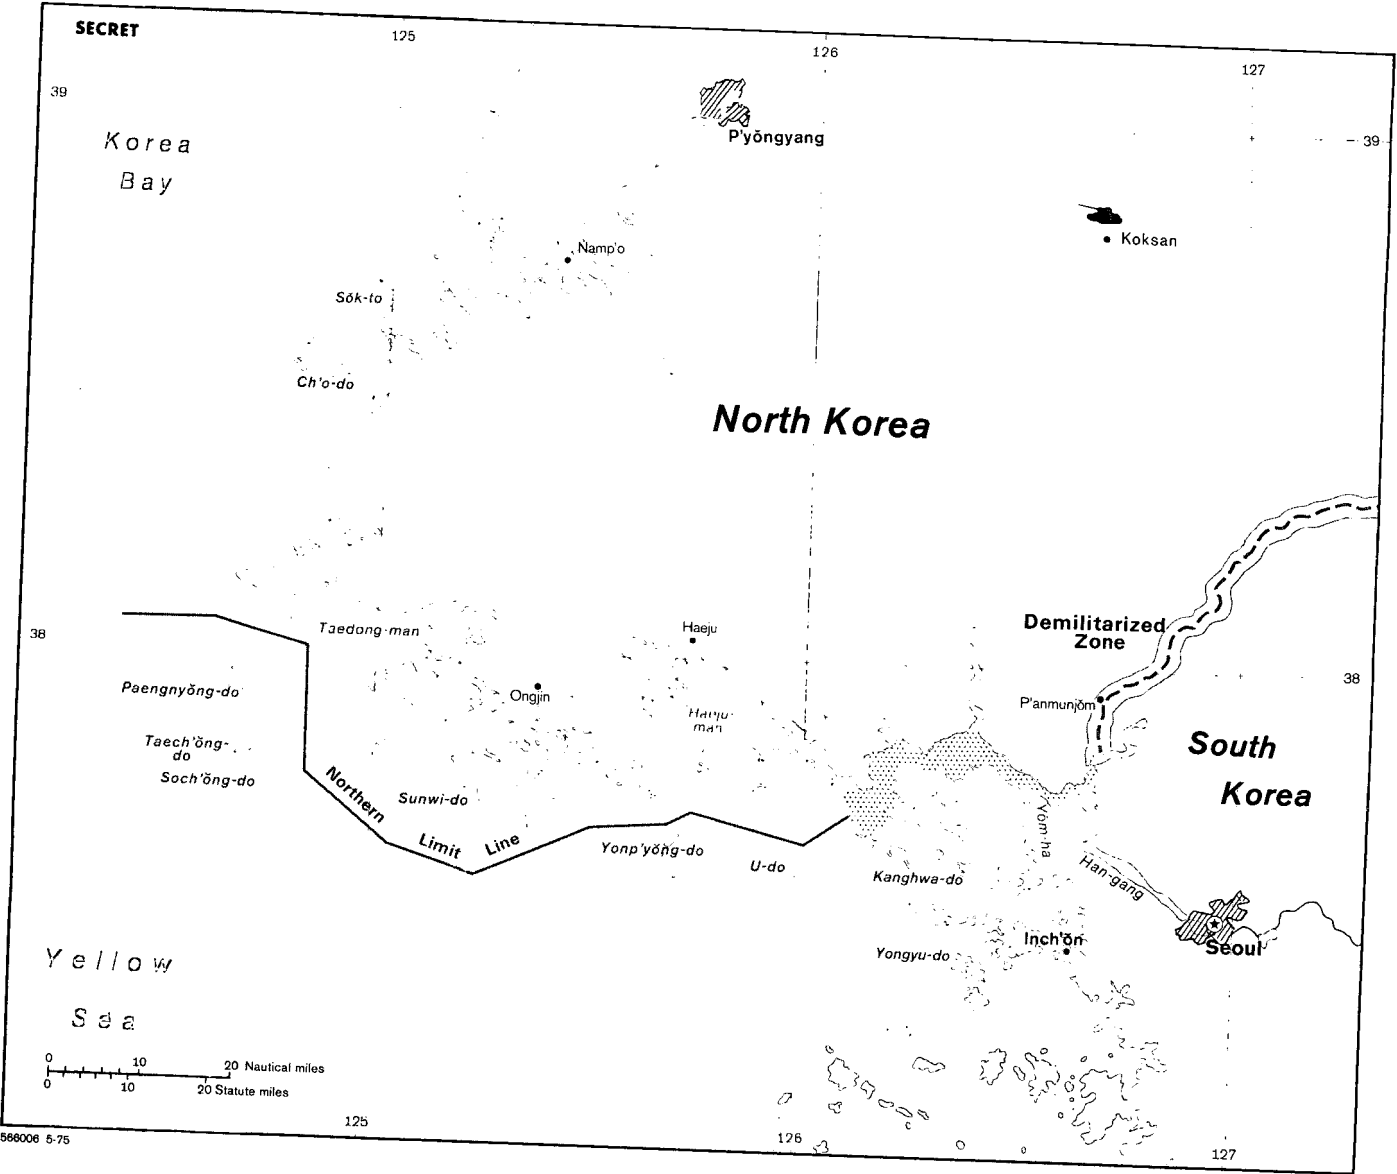 SECRET
125
126
127
39
39
Korea
Bay
P'yŏngyang
Koksan
Namp'o
Sŏk-to
Ch'o-do
North Korea
38
Taedong-man
Haeju
Demilitarized
Zone
38
Paengnyŏng-do
Ongjin
Haeju-
man
P'anmunjŏm
Taech'ŏng-
do
Soch'ŏng-do
South
Korea
Northern
Limit
Line
Sunwi-do
Yonp'yŏng-do
U-do
Kanghwa-do
Yŏm-ha
Han-gang
Inch'ŏn
Seoul
Yongyu-do
Yellow
Sea
0 10 20 Nautical miles
0 10 20 Statute miles
125
126
127
566006 5-75